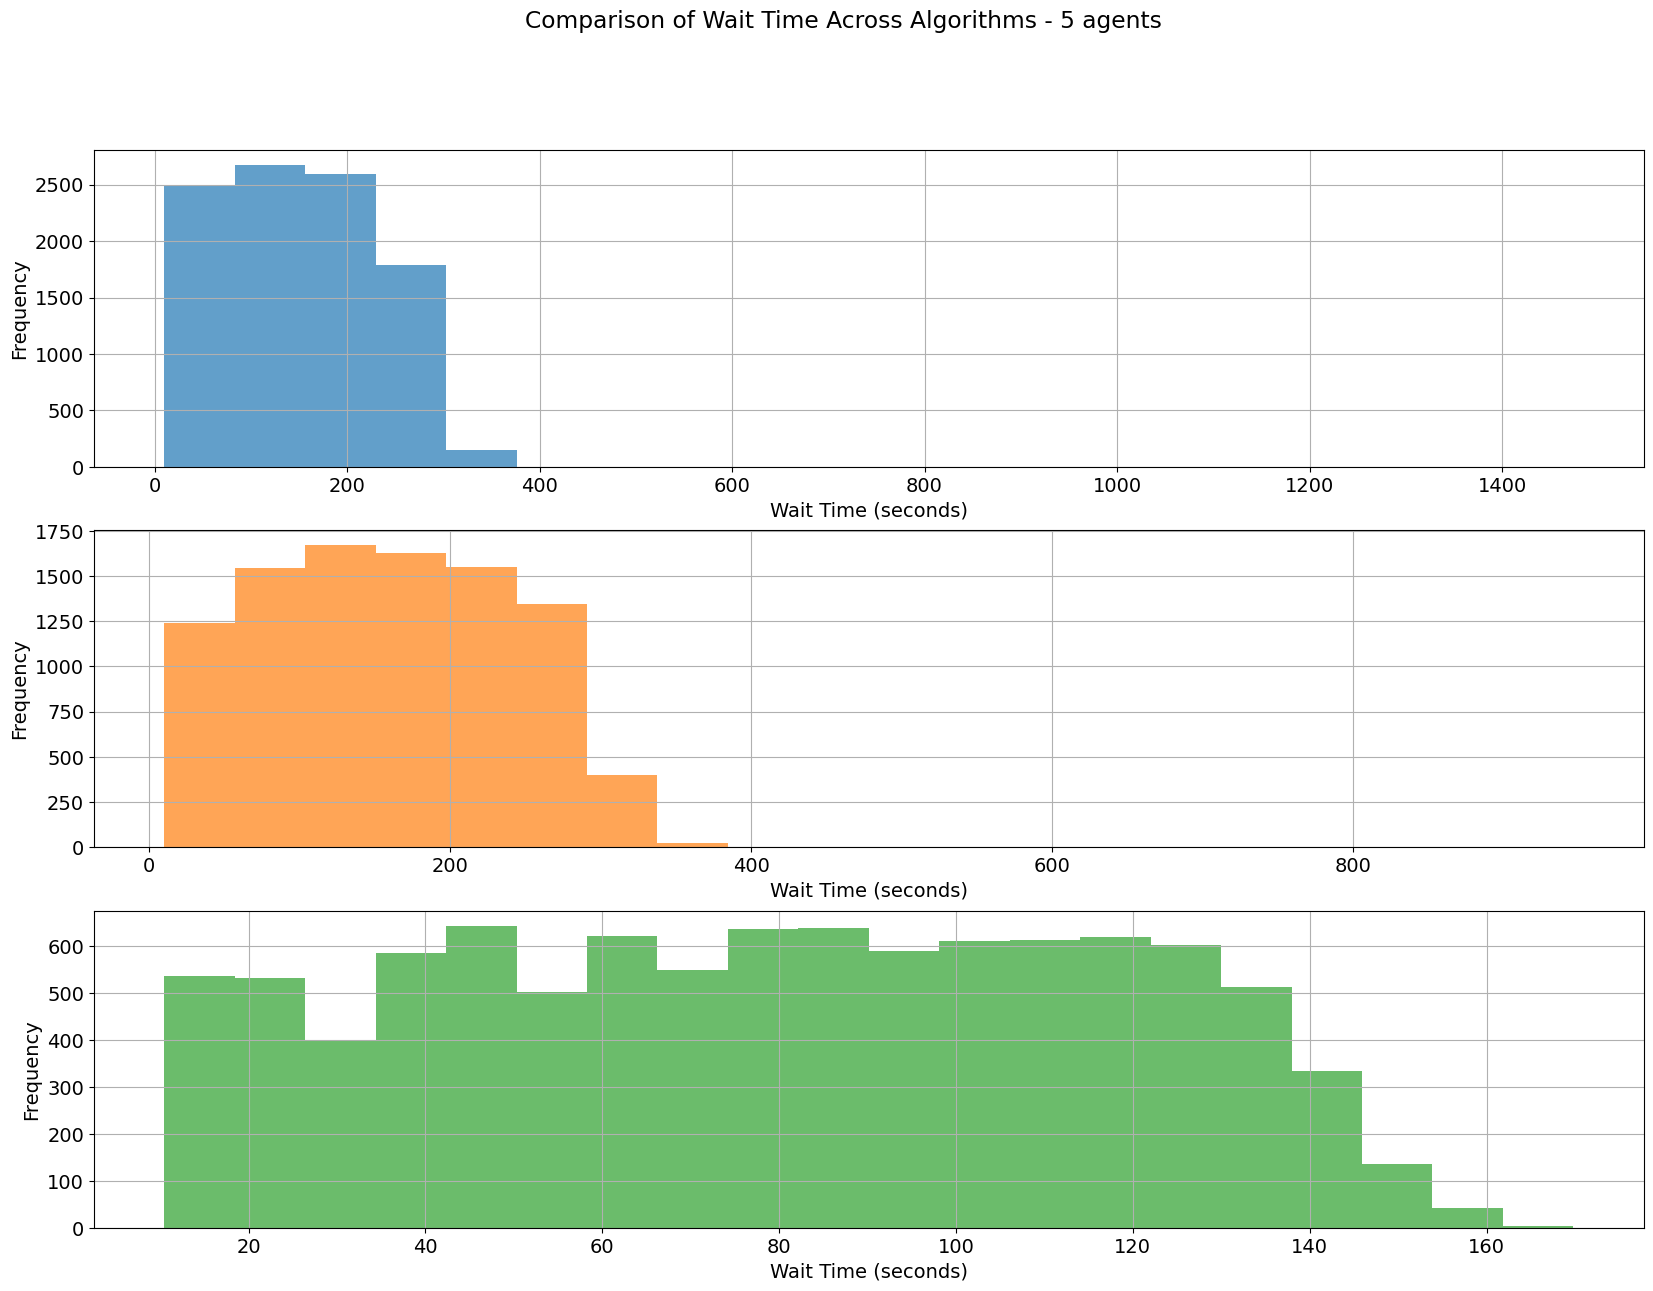 Comparison of Wait Time Across Algorithms - 5 agents
Frequency
2500
2000
1500
1000
500
0
0 200 400 600 800 1000 1200 1400
Wait Time (seconds)
Frequency
1750
1500
1250
1000
750
500
250
0
0 200 400 600 800
Wait Time (seconds)
Frequency
600
500
400
300
200
100
0
20 40 60 80 100 120 140 160
Wait Time (seconds)